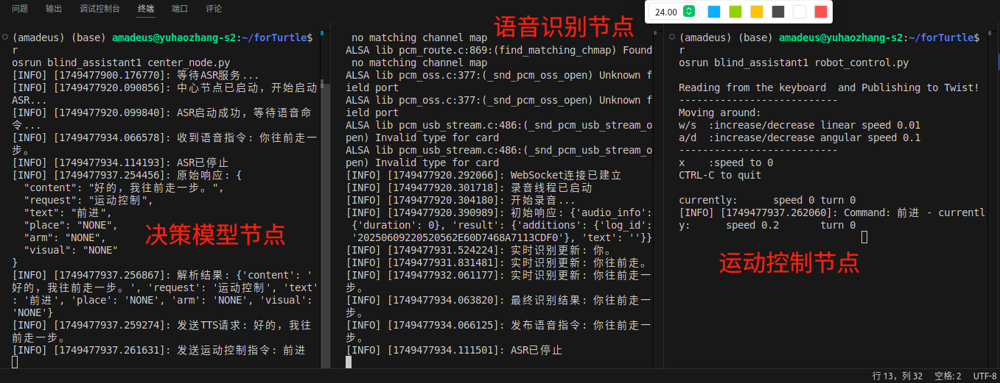 问题 输出 调试控制台 终端 端口 评论
24.00
(amadeus) (base) amadeus@yuhaozhang-s2:~/forTurtle$
r
osrun blind_assistant1 center_node.py
[INFO] [1749477900.176770]: 等待ASR服务...
[INFO] [1749477920.090856]: 中心节点已启动，开始启动
ASR...
[INFO] [1749477920.099840]: ASR启动成功，等待语音命
令...
[INFO] [1749477934.066578]: 收到语音指令: 你往前走一
步。
[INFO] [1749477934.114193]: ASR已停止
[INFO] [1749477937.254456]: 原始响应: {
"content": "好的，我往前走一步。",
"request": "运动控制",
"text": "前进",
"place": "NONE",
"arm": "NONE",
"visual": "NONE"
}
[INFO] [1749477937.256867]: 解析结果: {'content': '
好的，我往前走一步。', 'request': '运动控制', 'text'
: '前进', 'place': 'NONE', 'arm': 'NONE', 'visual':
'NONE'}
[INFO] [1749477937.259274]: 发送TTS请求: 好的，我往
前走一步。
[INFO] [1749477937.261631]: 发送运动控制指令: 前进
决策模型节点
语音识别节点
no matching channel map
ALSA lib pcm_route.c:869:(find_matching_chmap) Found
no matching channel map
ALSA lib pcm_oss.c:377:(_snd_pcm_oss_open) Unknown f
ield port
ALSA lib pcm_oss.c:377:(_snd_pcm_oss_open) Unknown f
ield port
ALSA lib pcm_usb_stream.c:486:(_snd_pcm_usb_stream_o
pen) Invalid type for card
ALSA lib pcm_usb_stream.c:486:(_snd_pcm_usb_stream_o
pen) Invalid type for card
[INFO] [1749477920.292066]: WebSocket连接已建立
[INFO] [1749477920.301718]: 录音线程已启动
[INFO] [1749477920.304180]: 开始录音...
[INFO] [1749477920.390989]: 初始响应: {'audio_info':
{'duration': 0}, 'result': {'additions': {'log_id':
'20250609220520562E60D7468A7113CDF0'}, 'text': ''}}
[INFO] [1749477931.524224]: 实时识别更新: 你。
[INFO] [1749477931.831481]: 实时识别更新: 你往前走。
[INFO] [1749477932.061177]: 实时识别更新: 你往前走一
步。
[INFO] [1749477934.063820]: 最终识别结果: 你往前走一
步。
[INFO] [1749477934.066125]: 发布语音指令: 你往前走一
步。
[INFO] [1749477934.111501]: ASR已停止
(amadeus) (base) amadeus@yuhaozhang-s2:~/forTurtle$
r
osrun blind_assistant1 robot_control.py
Reading from the keyboard  and Publishing to Twist!
---------------------------
Moving around:
w/s  :increase/decrease linear speed 0.01
a/d  :increase/decrease angular speed 0.1
---------------------------
x    :speed to 0
CTRL-C to quit
currently:      speed 0 turn 0
[INFO] [1749477937.262060]: Command: 前进 - currentl
y:      speed 0.2       turn 0
运动控制节点
行 13，列 32 空格: 2 UTF-8